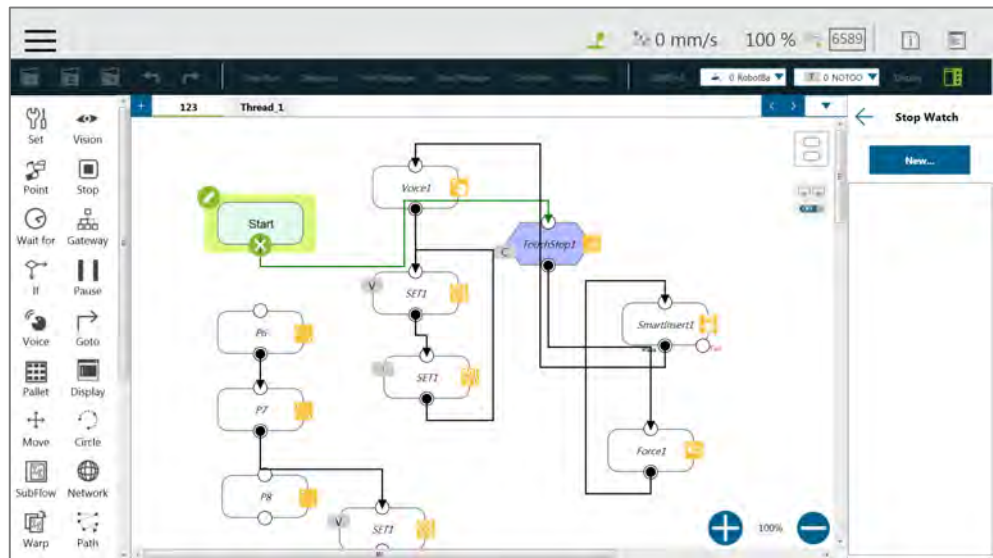 0 mm/s 100 % 6589
0 RobotBa 0 NOTOO
123 Thread_1
Stop Watch
New...
Set Vision
Point Stop
Wait for Gateway
If Pause
Voice Goto
Pallet Display
Move Circle
SubFlow Network
Warp Path
Start
Voice1
TouchStop1
C
V
SET1
SmartInsert1
Fail
P6
SET1
P7
Force1
P8
V
SET1
100%